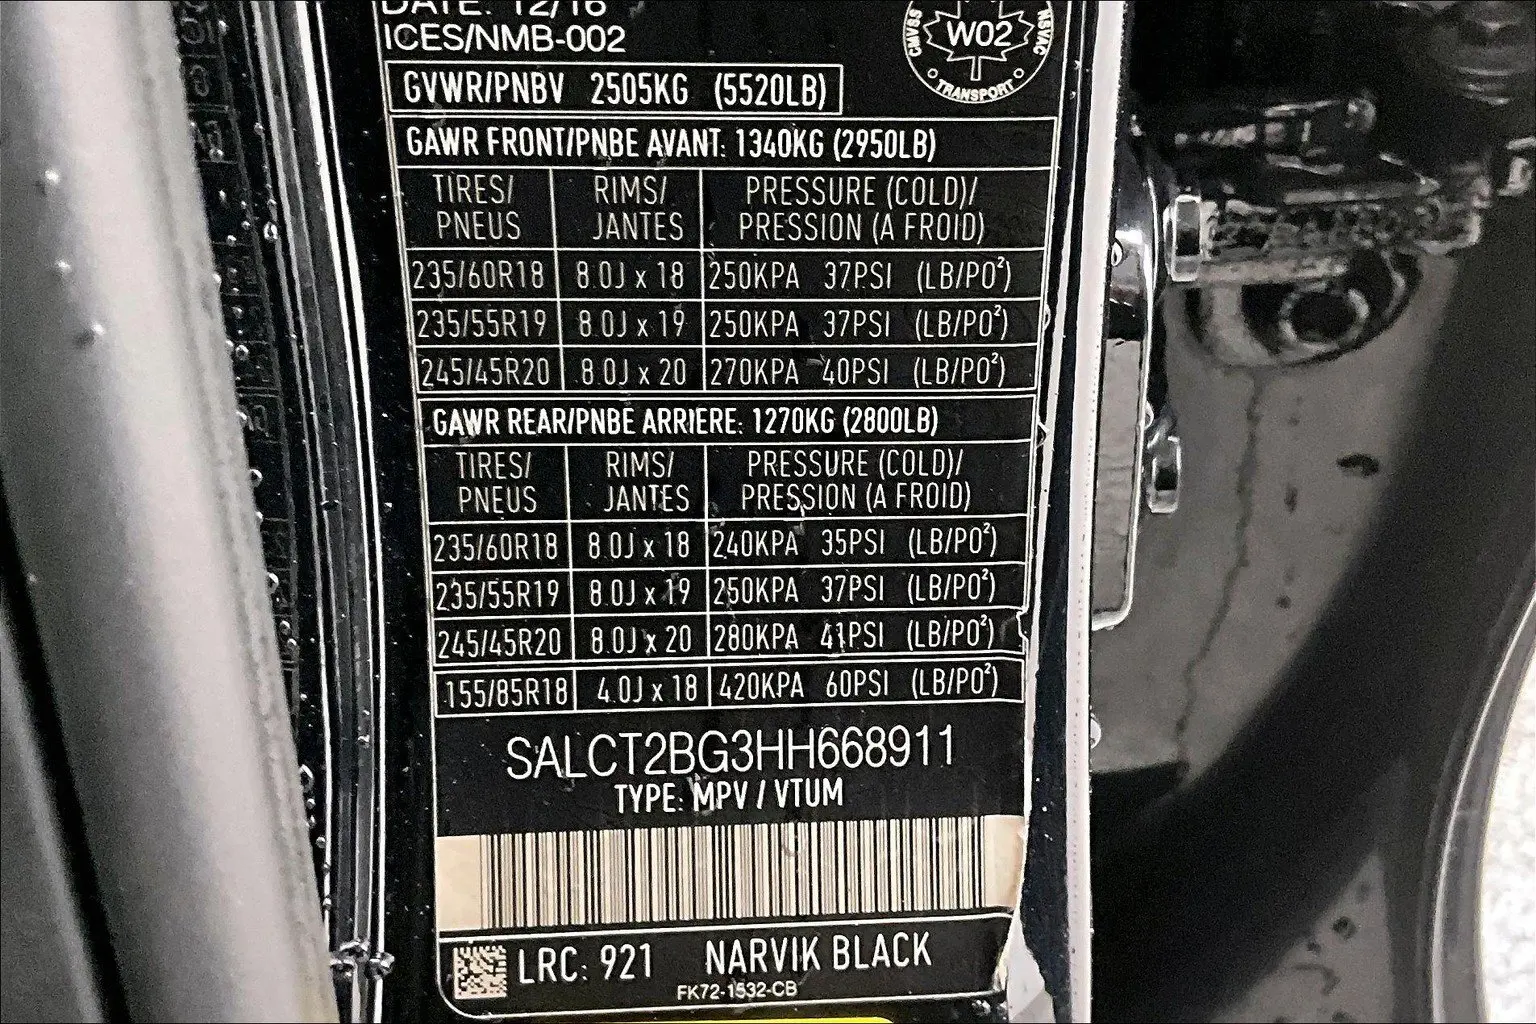 DATE: 12/16
ICES/NMB-002
CMVSS NSVAC
W02
TRANSPORT
GVWR/PNBV 2505KG (5520LB)
GAWR FRONT/PNBE AVANT: 1340KG (2950LB)
TIRES/ RIMS/ PRESSURE (COLD)/
PNEUS JANTES PRESSION (A FROID)
235/60R18 8.0J x 18 250KPA 37PSI (LB/PO²)
235/55R19 8.0J x 19 250KPA 37PSI (LB/PO²)
245/45R20 8.0J x 20 270KPA 40PSI (LB/PO²)
GAWR REAR/PNBE ARRIERE: 1270KG (2800LB)
TIRES/ RIMS/ PRESSURE (COLD)/
PNEUS JANTES PRESSION (A FROID)
235/60R18 8.0J x 18 240KPA 35PSI (LB/PO²)
235/55R19 8.0J x 19 250KPA 37PSI (LB/PO²)
245/45R20 8.0J x 20 280KPA 41PSI (LB/PO²)
155/85R18 4.0J x 18 420KPA 60PSI (LB/PO²)
SALCT2BG3HH668911
TYPE: MPV / VTUM
LRC: 921 NARVIK BLACK
FK72-1532-CB